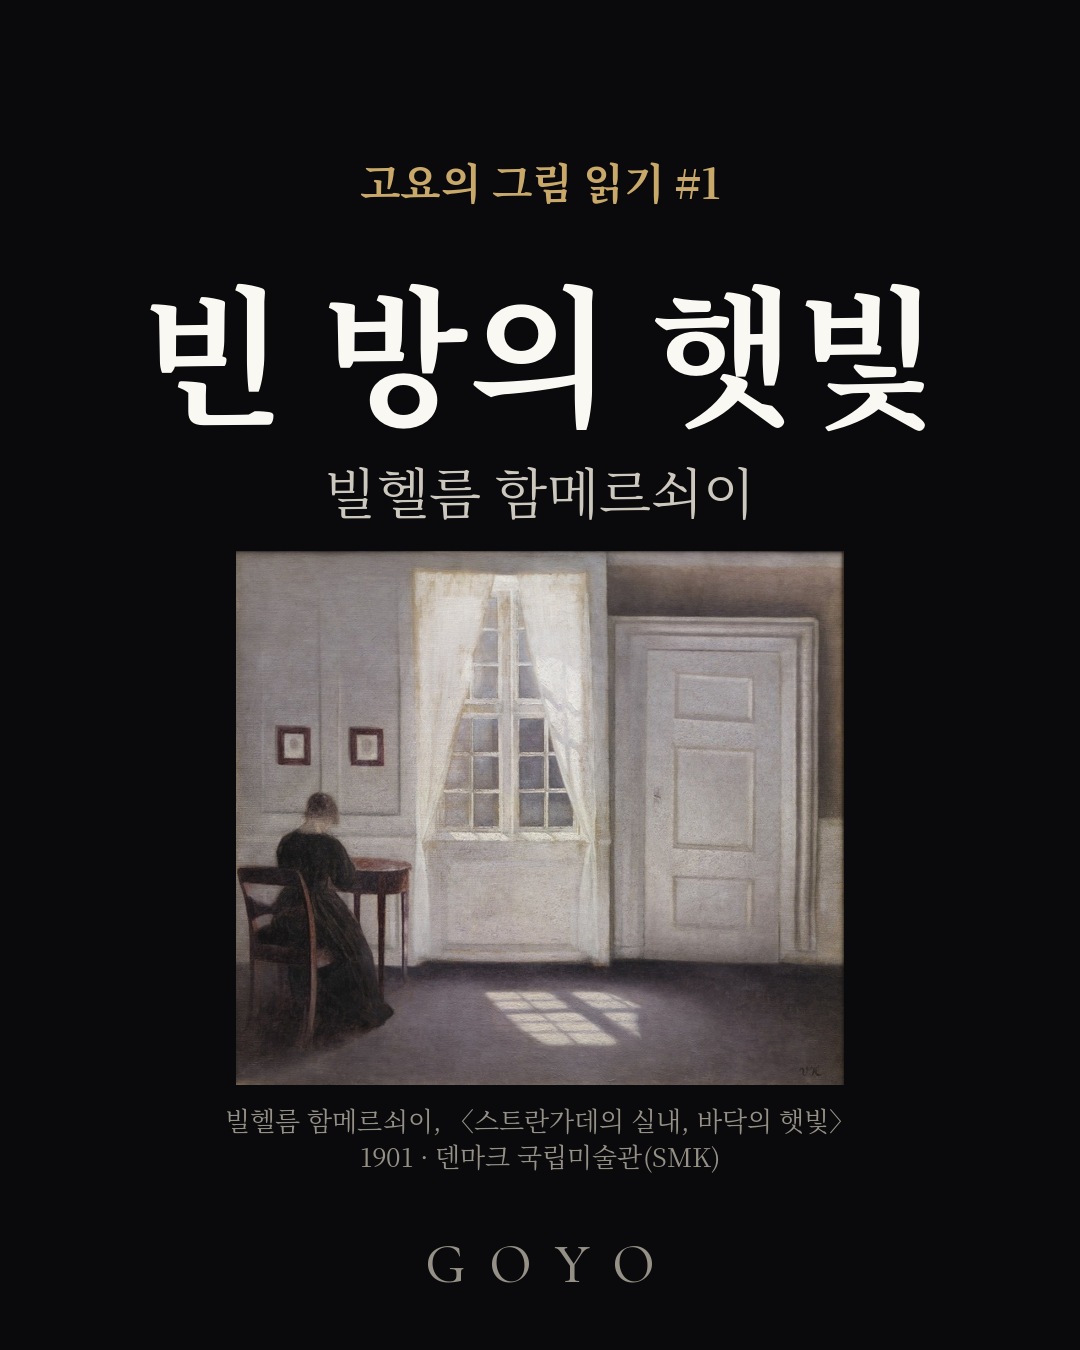 고요의 그림 읽기 #1
빈 방의 햇빛
빌헬름 함메르쇠이
빌헬름 함메르쇠이, 〈스트란가데의 실내, 바닥의 햇빛〉
1901 · 덴마크 국립미술관(SMK)
GOYO